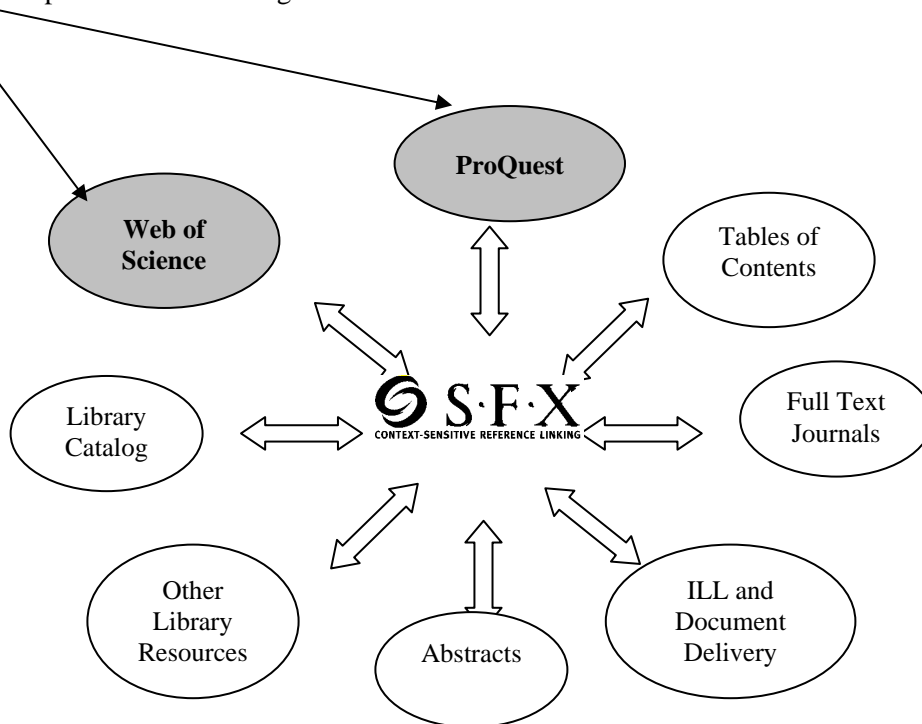 ProQuest
Web of
Science
Tables of
Contents
S·F·X
CONTEXT-SENSITIVE REFERENCE LINKING
Library
Catalog
Full Text
Journals
Other
Library
Resources
Abstracts
ILL and
Document
Delivery